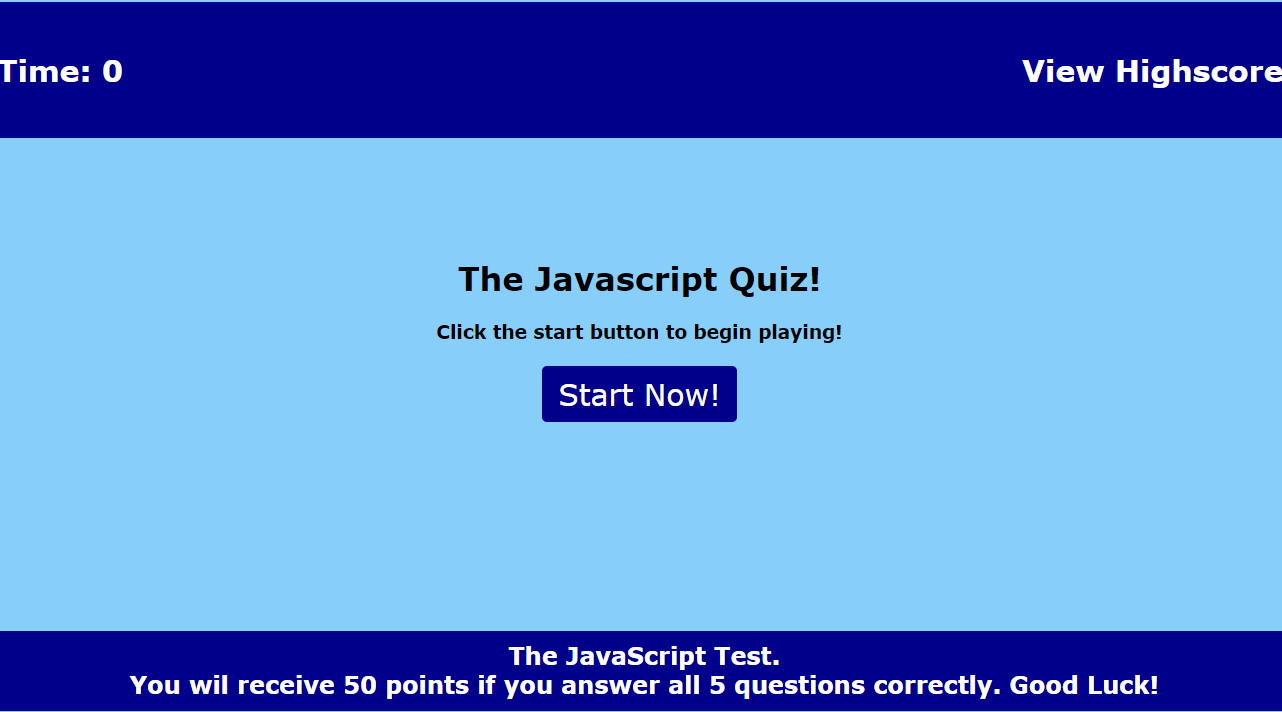 Time: 0
View Highscore
The Javascript Quiz!
Click the start button to begin playing!
Start Now!
The JavaScript Test.
You wil receive 50 points if you answer all 5 questions correctly. Good Luck!